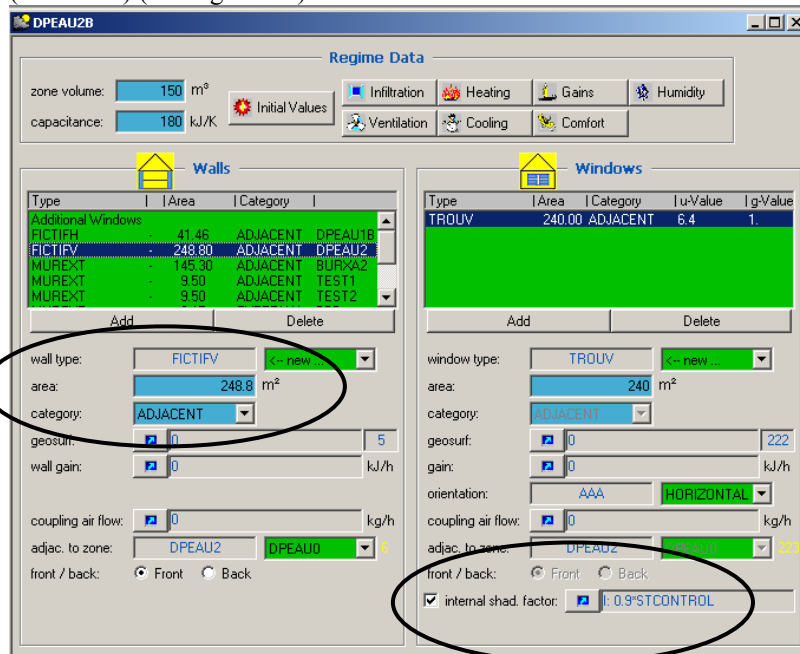 DPEAU2B
Regime Data
zone volume: 150 m³
capacitance: 180 kJ/K
Initial Values
Infiltration Heating Gains Humidity
Ventilation Cooling Comfort
Walls
Type | | Area | Category |
Additional Windows
FICTIFH - 41.46 ADJACENT DPEAU1B
FICTIFV - 248.80 ADJACENT DPEAU2
MUREXT - 145.30 ADJACENT BURXA2
MUREXT - 9.50 ADJACENT TEST1
MUREXT - 9.50 ADJACENT TEST2
Add Delete
wall type: FICTIFV <-- new ...
area: 248.8 m²
category: ADJACENT
geosurf: 0 5
wall gain: 0 kJ/h
coupling air flow: 0 kg/h
adjac. to zone: DPEAU2 DPEAU0 6
front / back: Front Back
Windows
Type | Area | Category | u-Value | g-Value
TROUV 240.00 ADJACENT 6.4 1.
Add Delete
window type: TROUV <-- new ...
area: 240 m²
category: ADJACENT
geosurf: 0 222
gain: 0 kJ/h
orientation: AAA HORIZONTAL
coupling air flow: 0 kg/h
adjac. to zone: DPEAU2 DPEAU0
front / back: Front Back
internal shad. factor: I: 0.9*STCONTROL